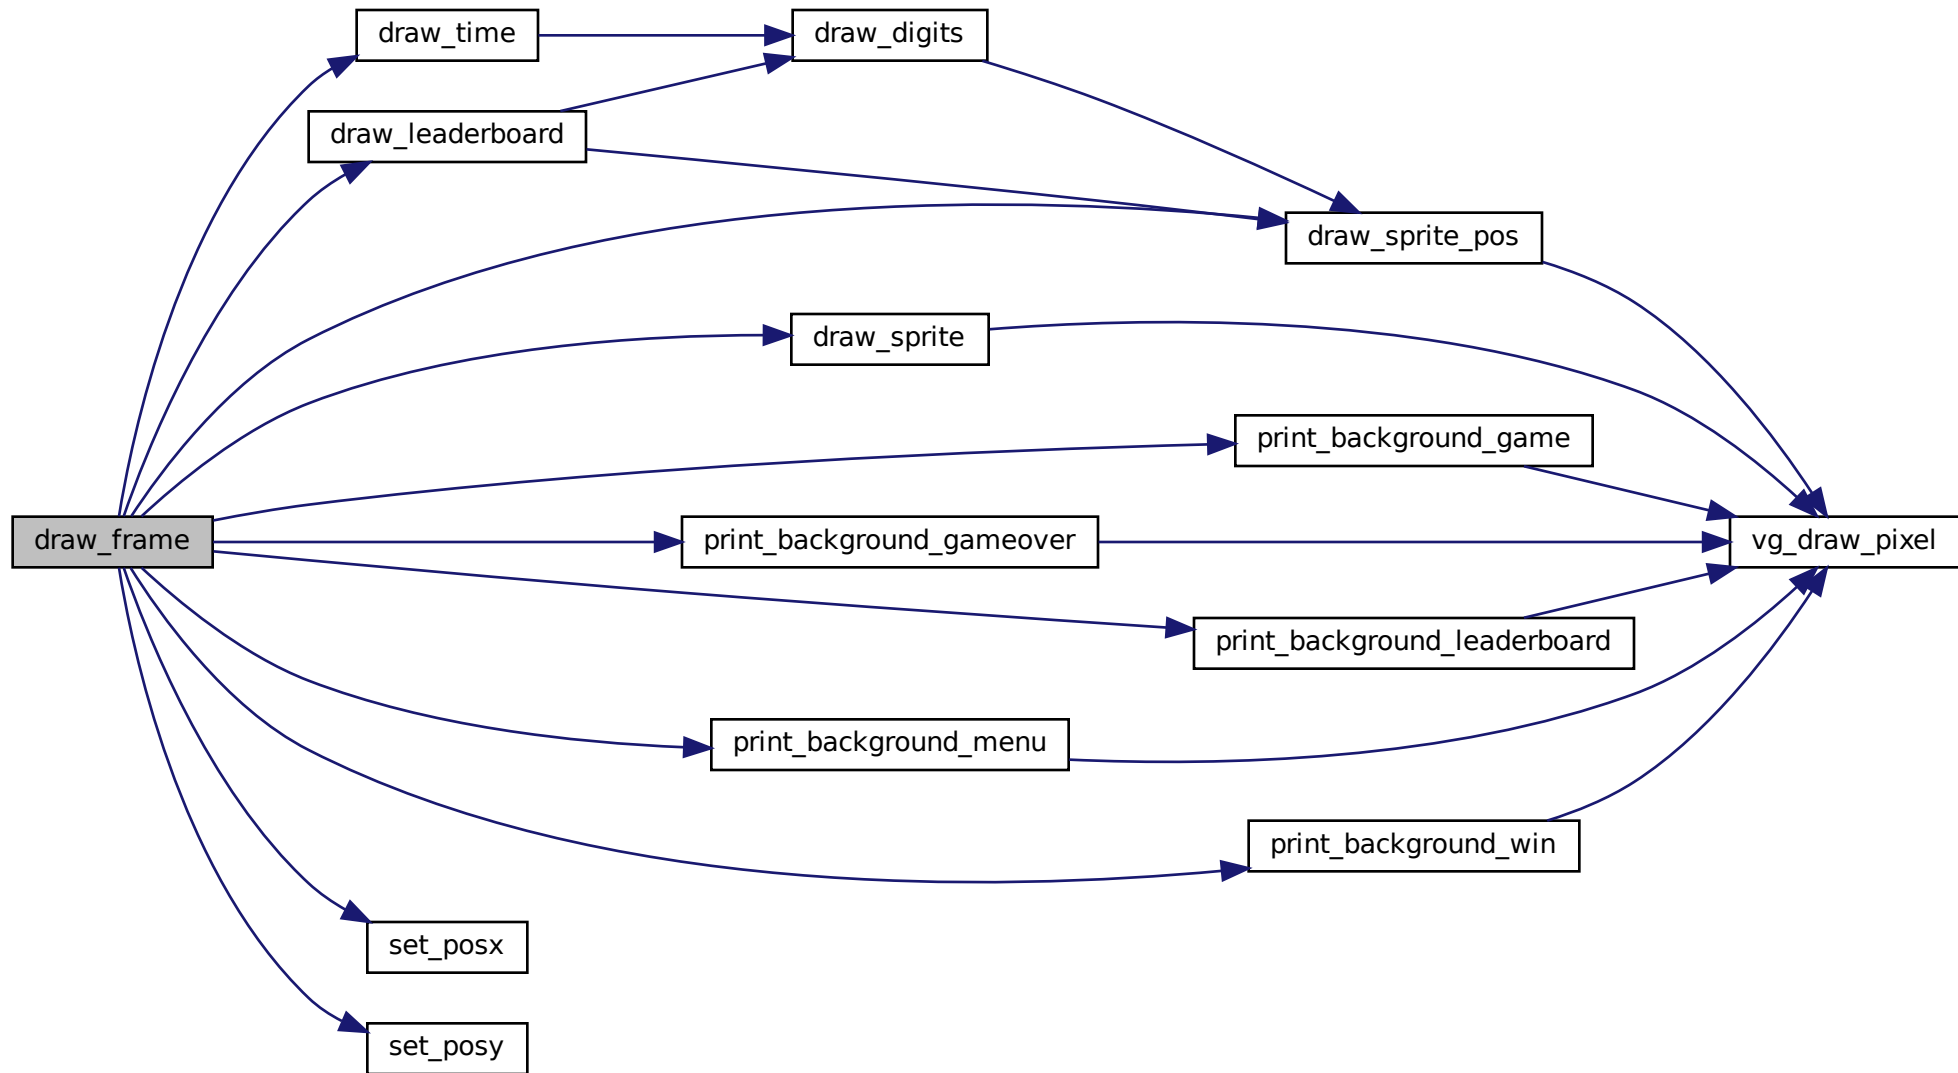 draw_time
draw_digits
draw_leaderboard
draw_sprite_pos
draw_sprite
print_background_game
draw_frame
print_background_gameover
vg_draw_pixel
print_background_leaderboard
print_background_menu
print_background_win
set_posx
set_posy